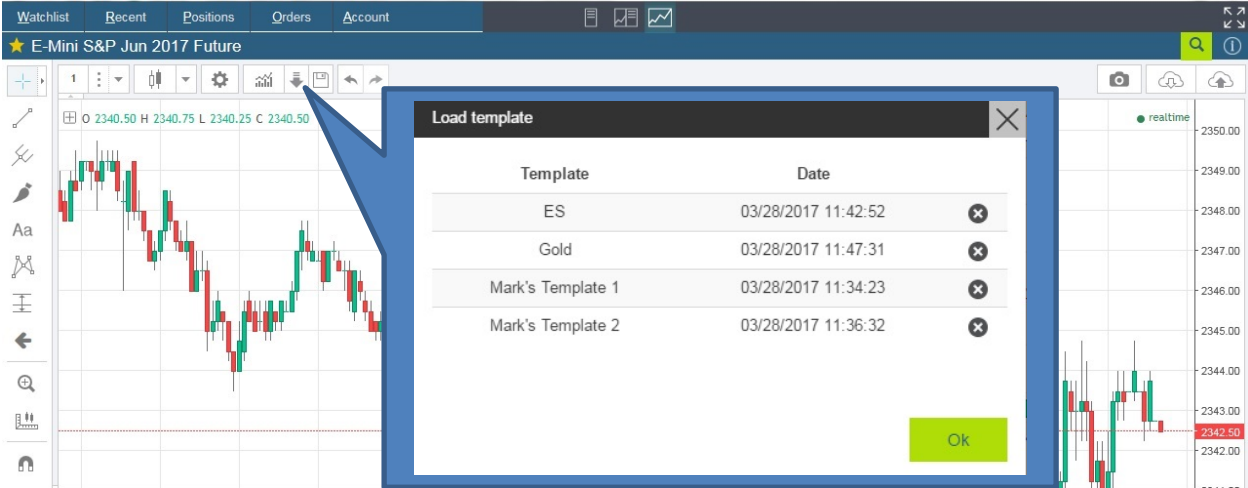 Watchlist Recent Positions Orders Account
E-Mini S&P Jun 2017 Future
1
O 2340.50 H 2340.75 L 2340.25 C 2340.50
realtime
Aa
Load template
Template Date
ES 03/28/2017 11:42:52
Gold 03/28/2017 11:47:31
Mark's Template 1 03/28/2017 11:34:23
Mark's Template 2 03/28/2017 11:36:32
Ok
2350.00
2349.00
2348.00
2347.00
2346.00
2345.00
2344.00
2343.00
2342.50
2342.00